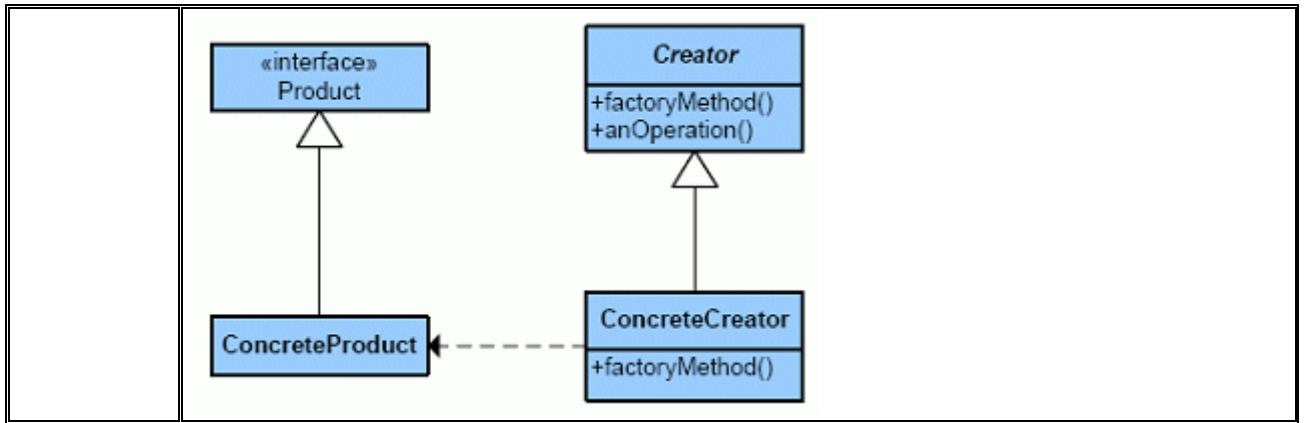 «interface»
Product
Creator
+factoryMethod()
+anOperation()
ConcreteProduct
ConcreteCreator
+factoryMethod()